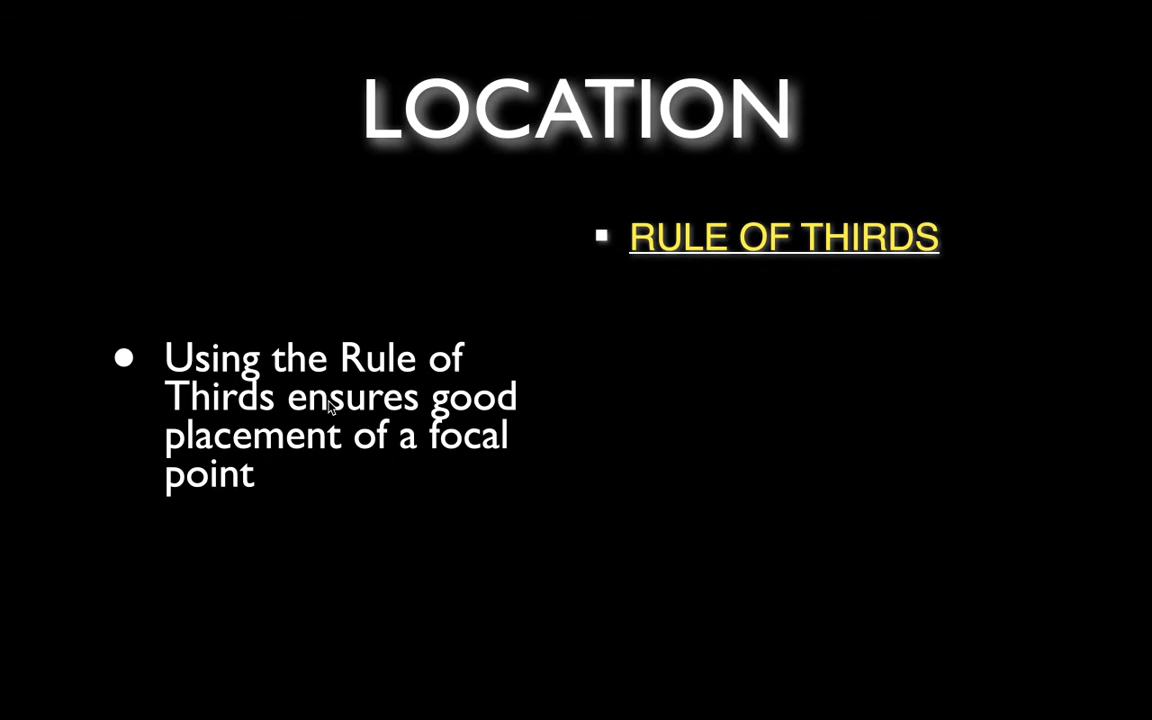 LOCATION
RULE OF THIRDS
Using the Rule of
Thirds ensures good
placement of a focal
point